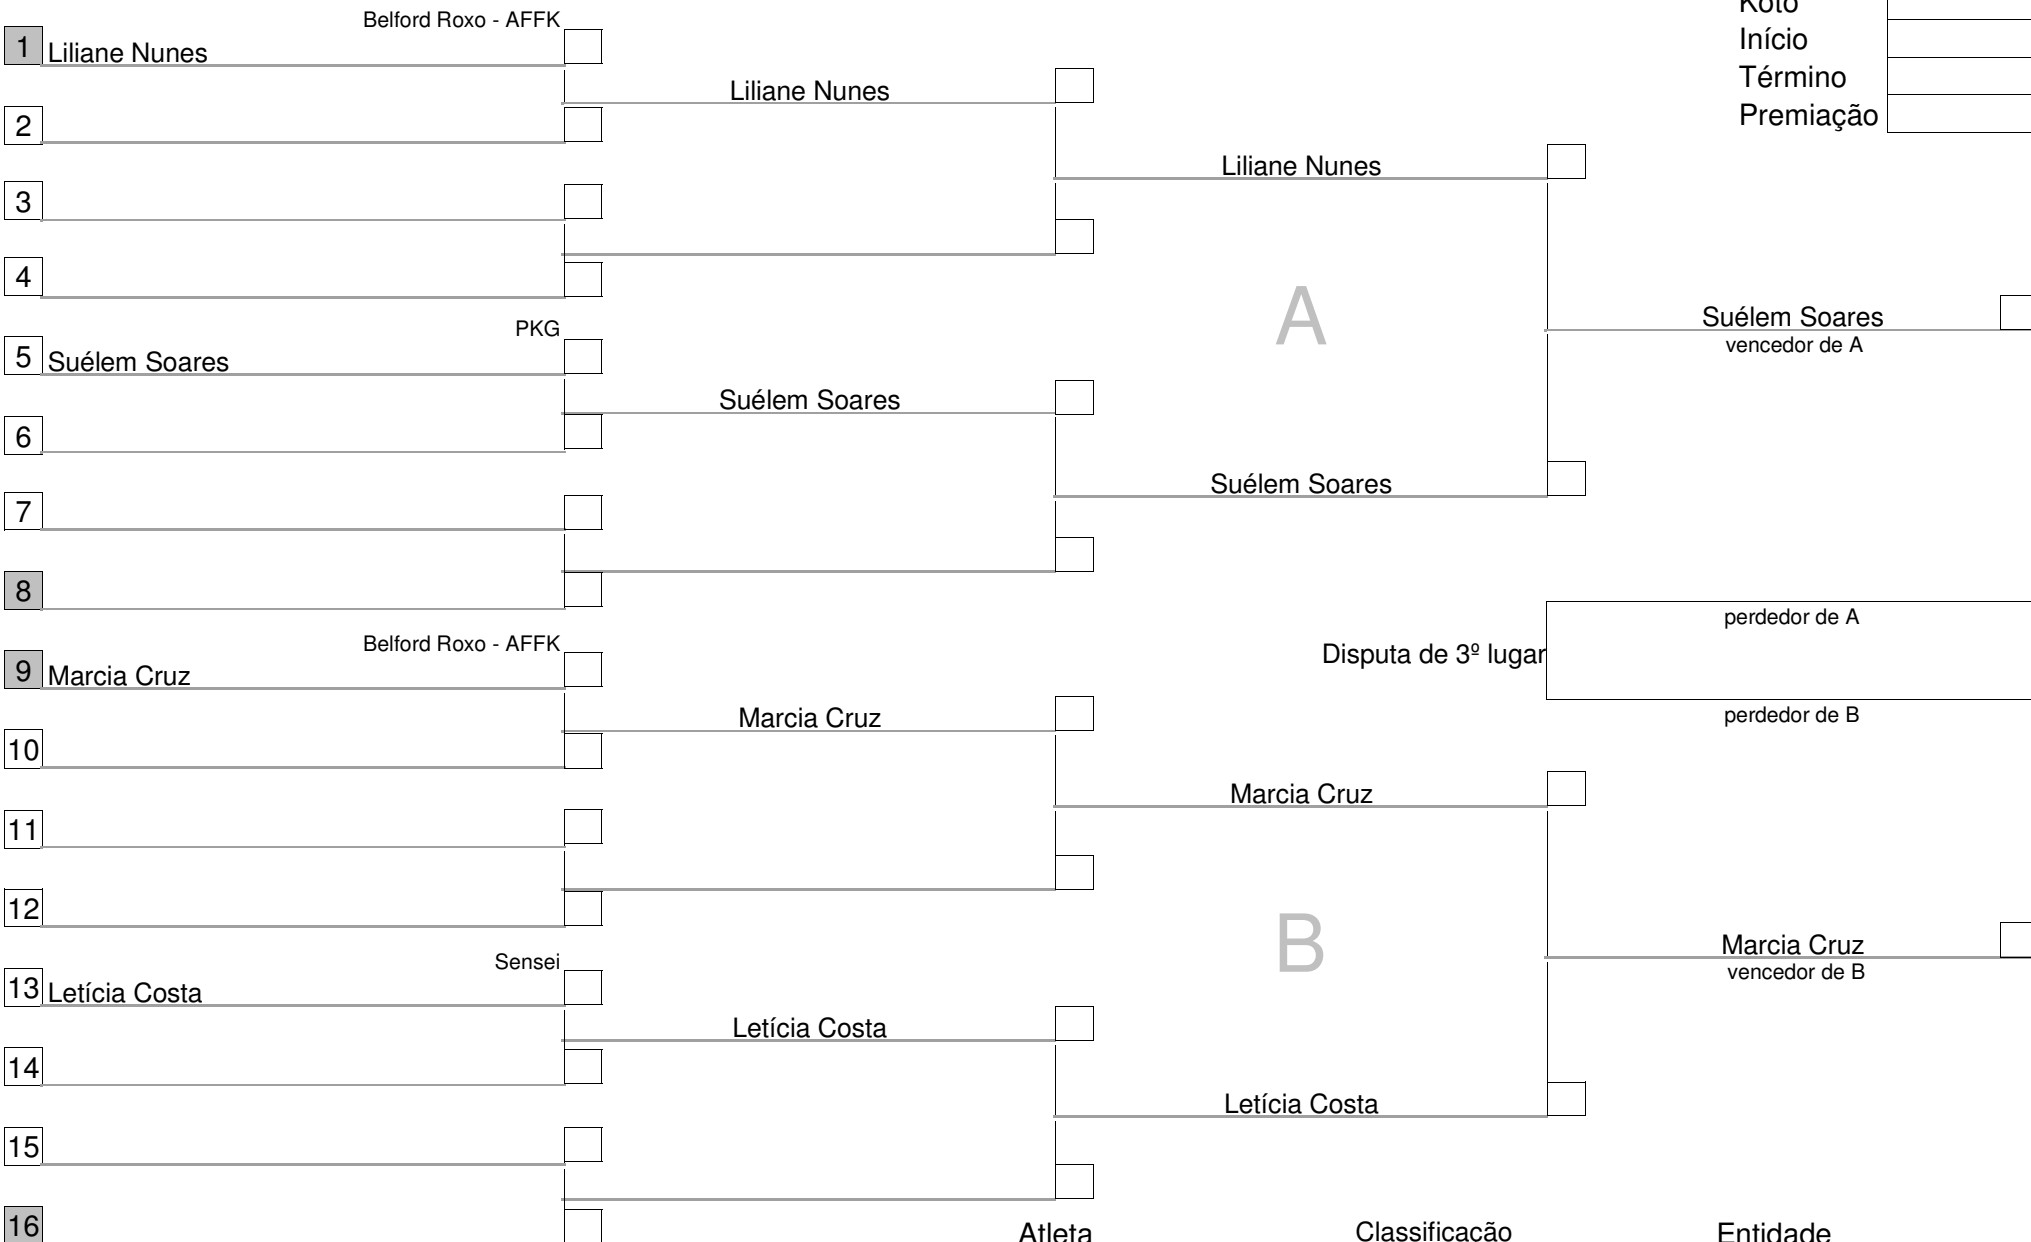 Koto
Belford Roxo - AFFK
1 Liliane Nunes
Início
Término
Liliane Nunes
Premiação
2
Liliane Nunes
3
4
A
PKG
Suélem Soares
vencedor de A
5 Suélem Soares
Suélem Soares
6
Suélem Soares
7
8
perdedor de A
Belford Roxo - AFFK
Disputa de 3º lugar
9 Marcia Cruz
perdedor de B
Marcia Cruz
10
Marcia Cruz
11
12
B
Marcia Cruz
vencedor de B
Sensei
13 Letícia Costa
Letícia Costa
14
Letícia Costa
15
16
Atleta Classificação Entidade